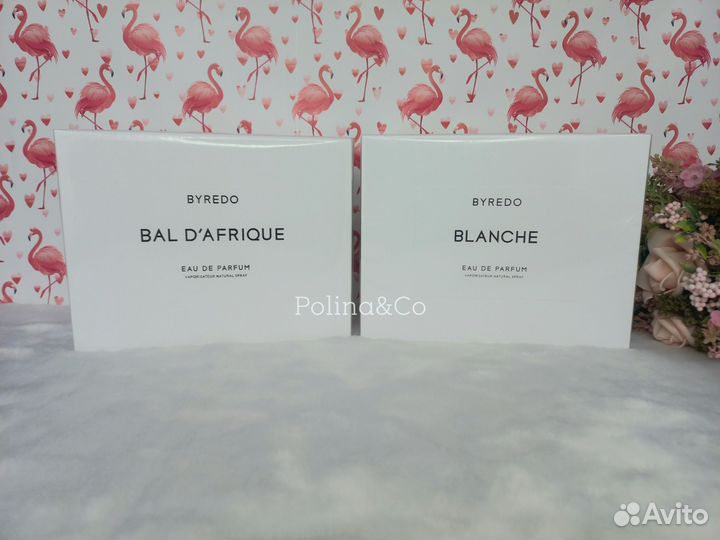 BYREDO
BAL D'AFRIQUE
EAU DE PARFUM
VAPORISATEUR NATURAL SPRAY
BYREDO
BLANCHE
EAU DE PARFUM
VAPORISATEUR NATURAL SPRAY
Polina&Co
Avito